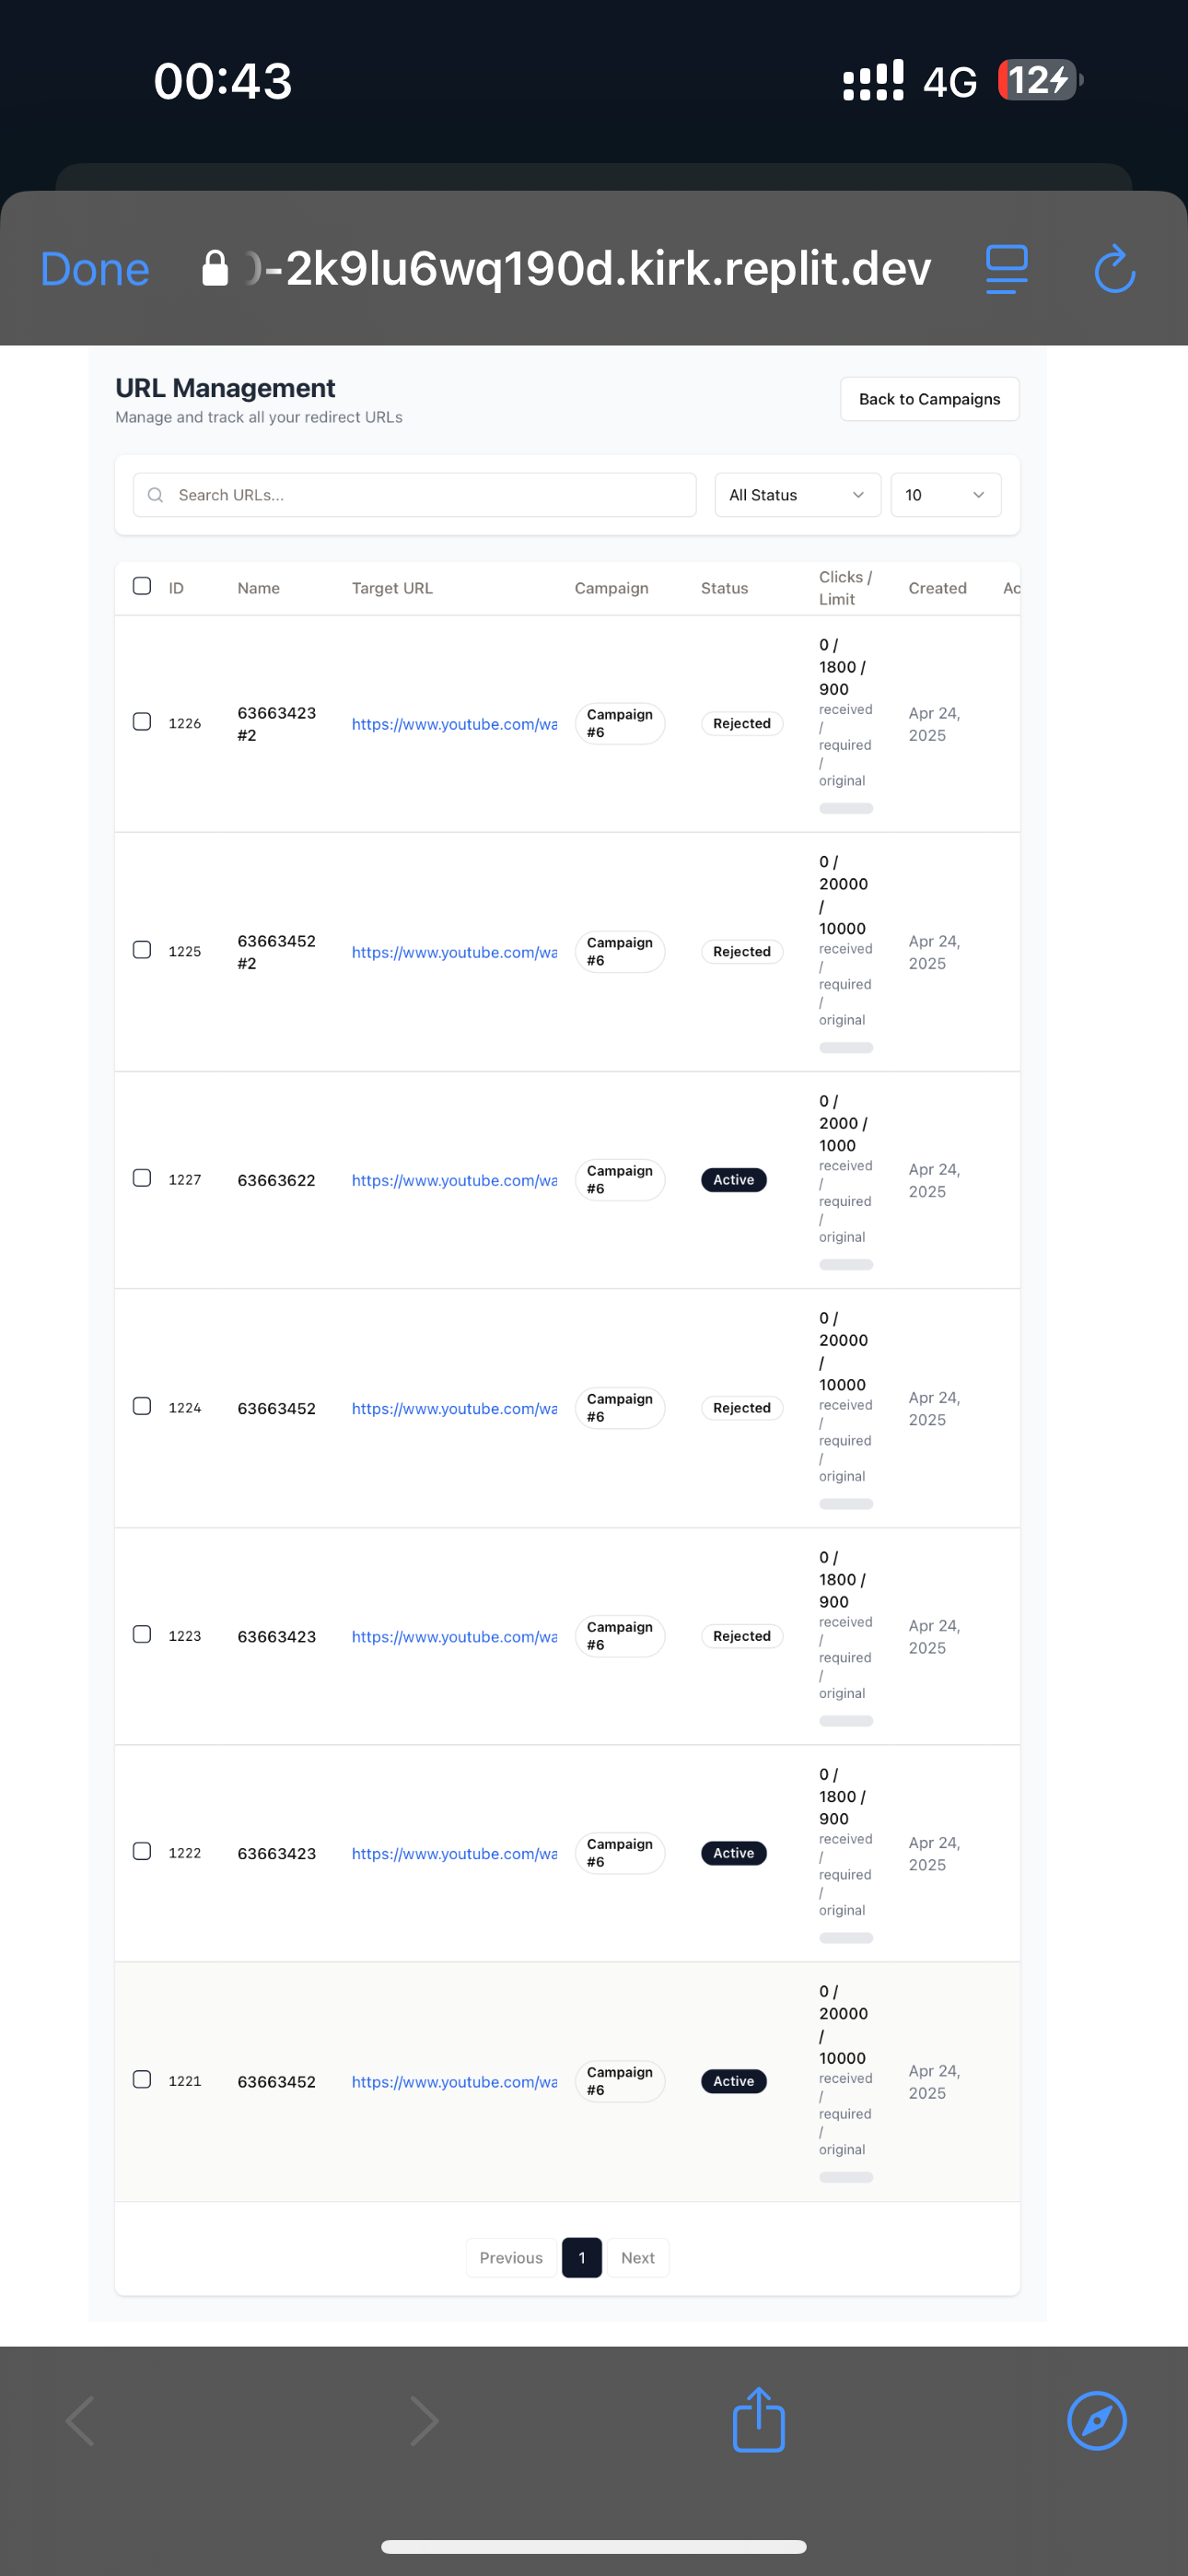 00:43
4G
12
Done
-2k9lu6wq190d.kirk.replit.dev
URL Management
Manage and track all your redirect URLs
Back to Campaigns
Search URLs...
All Status
10
ID
Name
Target URL
Campaign
Status
Clicks /
Limit
Created
Ac
1226
63663423
#2
https://www.youtube.com/wa
Campaign
#6
Rejected
0 /
1800 /
900
received
/
required
/
original
Apr 24,
2025
1225
63663452
#2
https://www.youtube.com/wa
Campaign
#6
Rejected
0 /
20000
/
10000
received
/
required
/
original
Apr 24,
2025
1227
63663622
https://www.youtube.com/wa
Campaign
#6
Active
0 /
2000 /
1000
received
/
required
/
original
Apr 24,
2025
1224
63663452
https://www.youtube.com/wa
Campaign
#6
Rejected
0 /
20000
/
10000
received
/
required
/
original
Apr 24,
2025
1223
63663423
https://www.youtube.com/wa
Campaign
#6
Rejected
0 /
1800 /
900
received
/
required
/
original
Apr 24,
2025
1222
63663423
https://www.youtube.com/wa
Campaign
#6
Active
0 /
1800 /
900
received
/
required
/
original
Apr 24,
2025
1221
63663452
https://www.youtube.com/wa
Campaign
#6
Active
0 /
20000
/
10000
received
/
required
/
original
Apr 24,
2025
Previous
1
Next